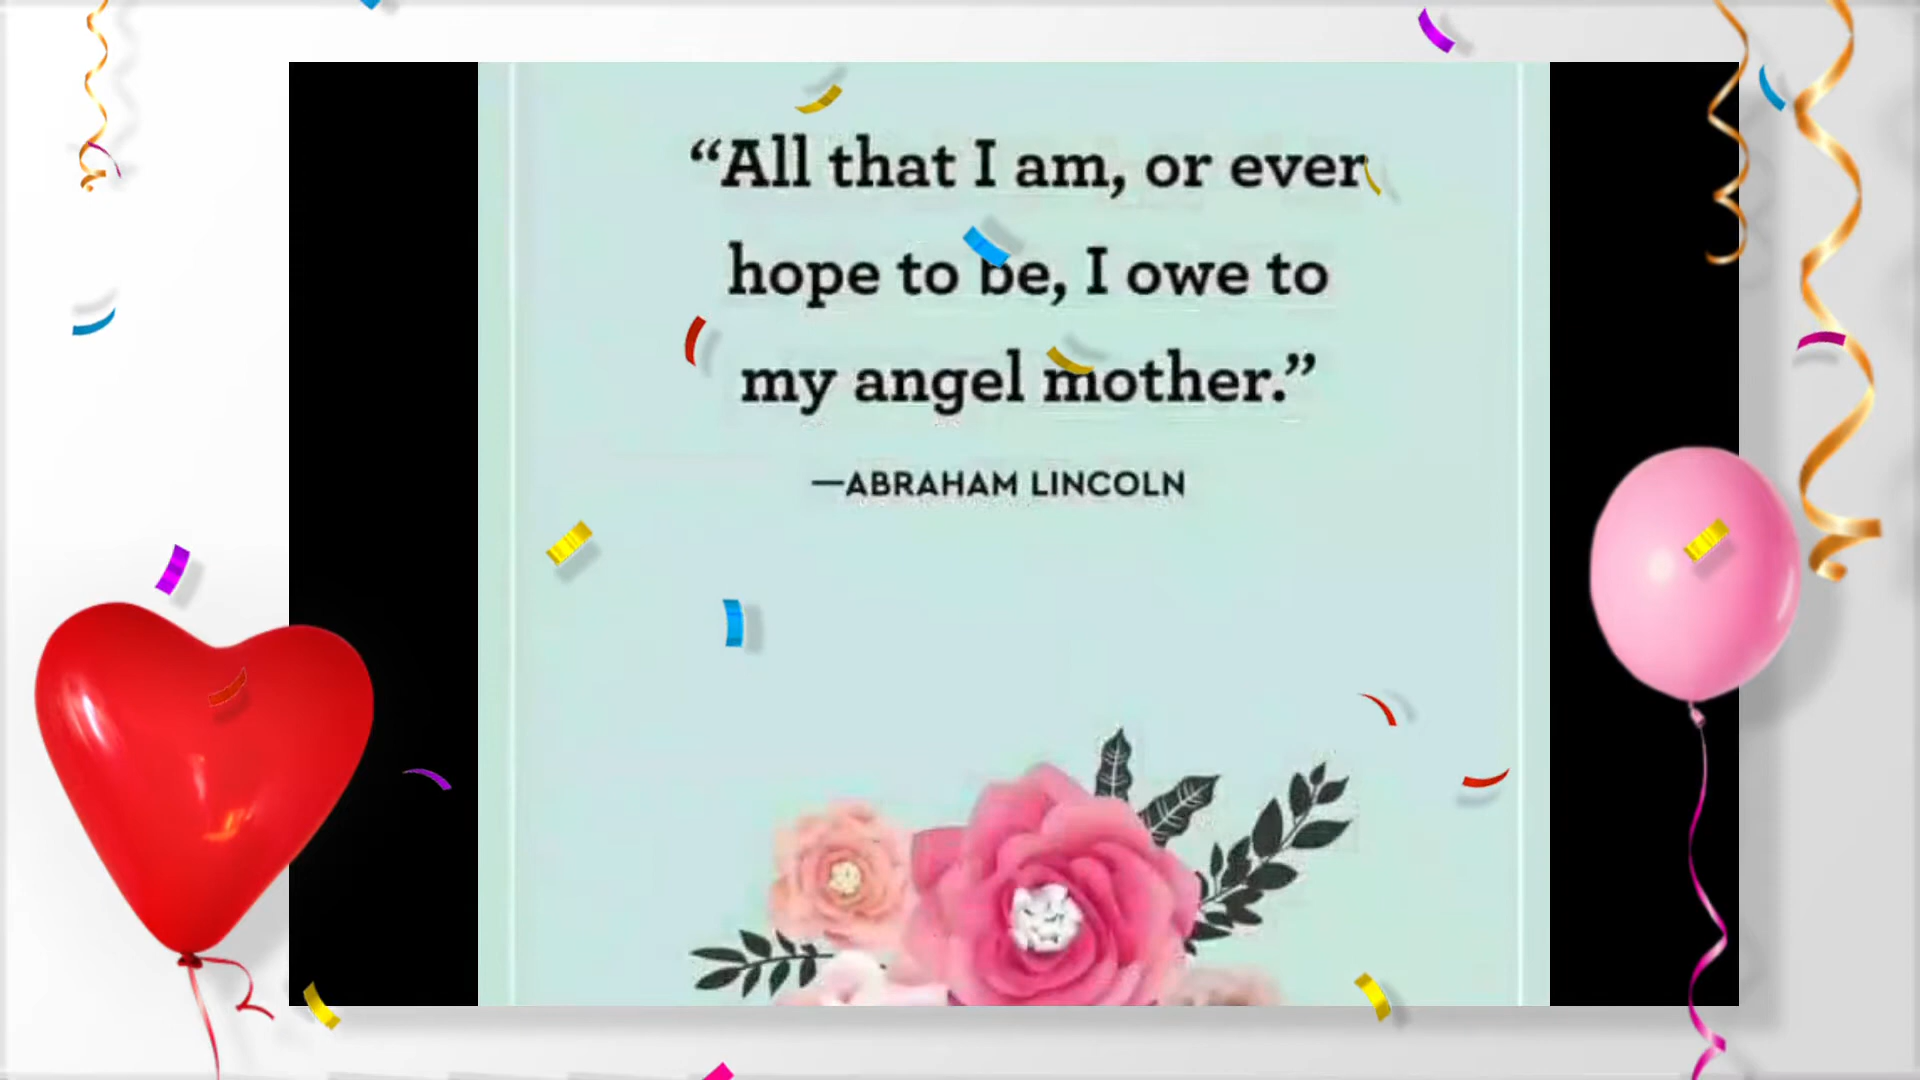 “All that I am, or ever
hope to be, I owe to
my angel mother.”
—ABRAHAM LINCOLN